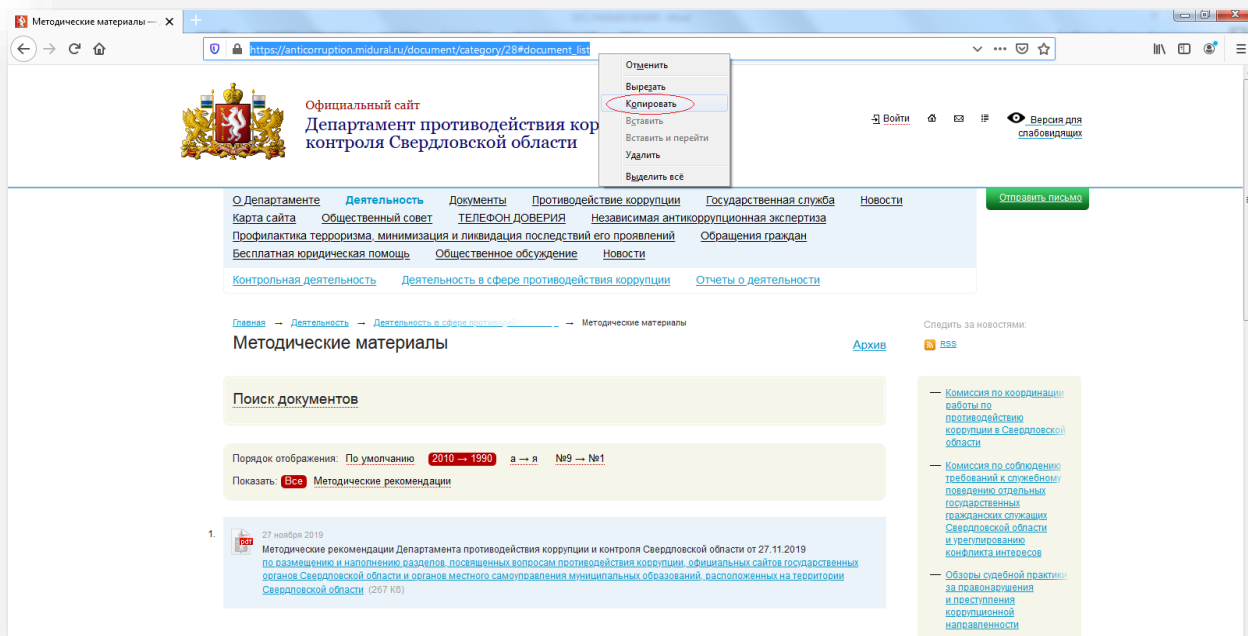 Методические материалы —
https://anticorruption.midural.ru/document/category/28#document_list
Отменить
Вырезать
Копировать
Вставить
Вставить и перейти
Удалить
Выделить всё
Официальный сайт
Департамент противодействия кор
контроля Свердловской области
Войти
Версия для
слабовидящих
О Департаменте Деятельность Документы Противодействие коррупции Государственная служба Новости
Карта сайта Общественный совет ТЕЛЕФОН ДОВЕРИЯ Независимая антикоррупционная экспертиза
Профилактика терроризма, минимизация и ликвидация последствий его проявлений Обращения граждан
Бесплатная юридическая помощь Общественное обсуждение Новости
Отправить письмо
Контрольная деятельность Деятельность в сфере противодействия коррупции Отчеты о деятельности
Главная → Деятельность → Деятельность в сфере → Методические материалы
Методические материалы
Архив
Следить за новостями:
RSS
Поиск документов
Порядок отображения: По умолчанию 2010 → 1990 а → я №9 → №1
Показать: Все Методические рекомендации
1.
pdf
27 ноября 2019
Методические рекомендации Департамента противодействия коррупции и контроля Свердловской области от 27.11.2019
по размещению и наполнению разделов, посвященных вопросам противодействия коррупции, официальных сайтов государственных
органов Свердловской области и органов местного самоуправления муниципальных образований, расположенных на территории
Свердловской области (267 Кб)
— Комиссия по координации
работы по
противодействию
коррупции в Свердловской
области
— Комиссия по соблюдению
требований к служебному
поведению отдельных
государственных
гражданских служащих
Свердловской области
и урегулированию
конфликта интересов
— Обзоры судебной практики
за правонарушения
и преступления
коррупционной
направленности